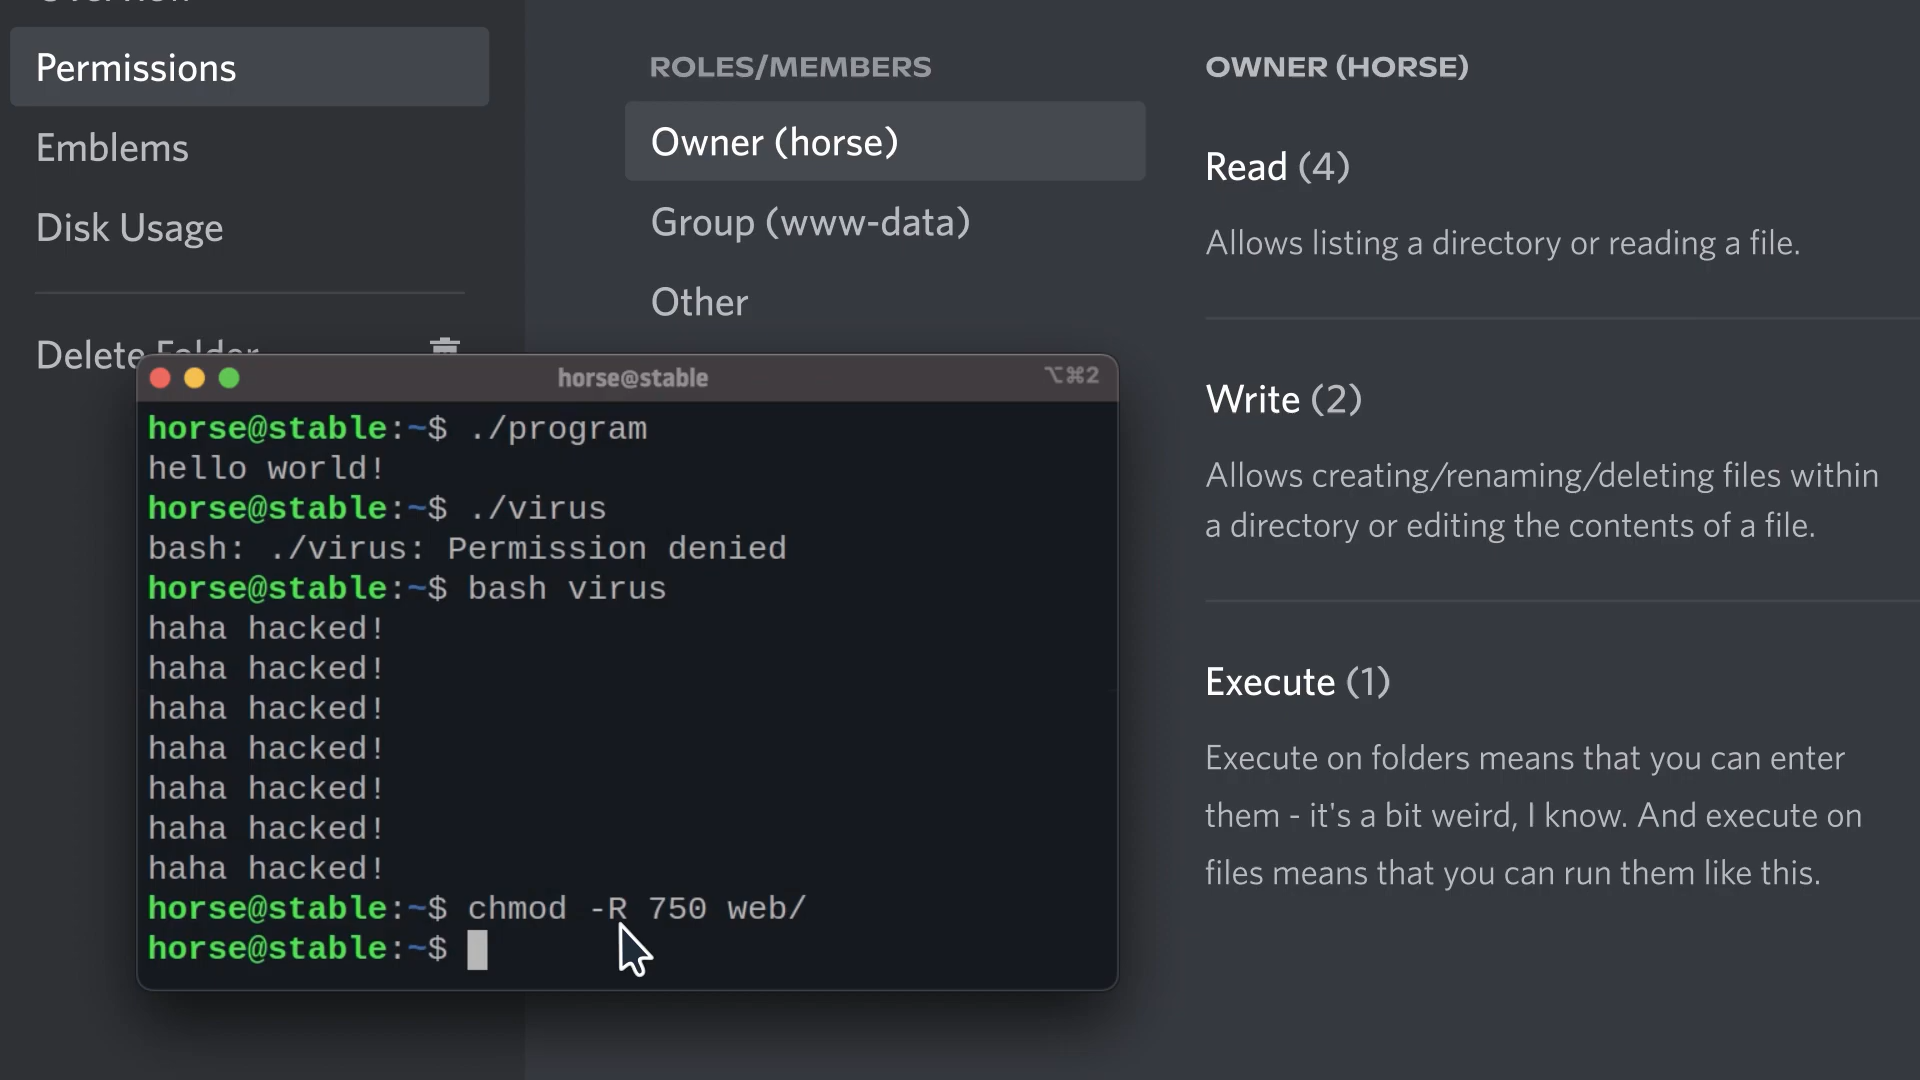 Permissions
Emblems
Disk Usage
Delete Folder
ROLES/MEMBERS
Owner (horse)
Group (www-data)
Other
OWNER (HORSE)
Read (4)
Allows listing a directory or reading a file.
Write (2)
Allows creating/renaming/deleting files within
a directory or editing the contents of a file.
Execute (1)
Execute on folders means that you can enter
them - it's a bit weird, I know. And execute on
files means that you can run them like this.
horse@stable
⌥⌘2
horse@stable:~$ ./program
hello world!
horse@stable:~$ ./virus
bash: ./virus: Permission denied
horse@stable:~$ bash virus
haha hacked!
haha hacked!
haha hacked!
haha hacked!
haha hacked!
haha hacked!
haha hacked!
horse@stable:~$ chmod -R 750 web/
horse@stable:~$